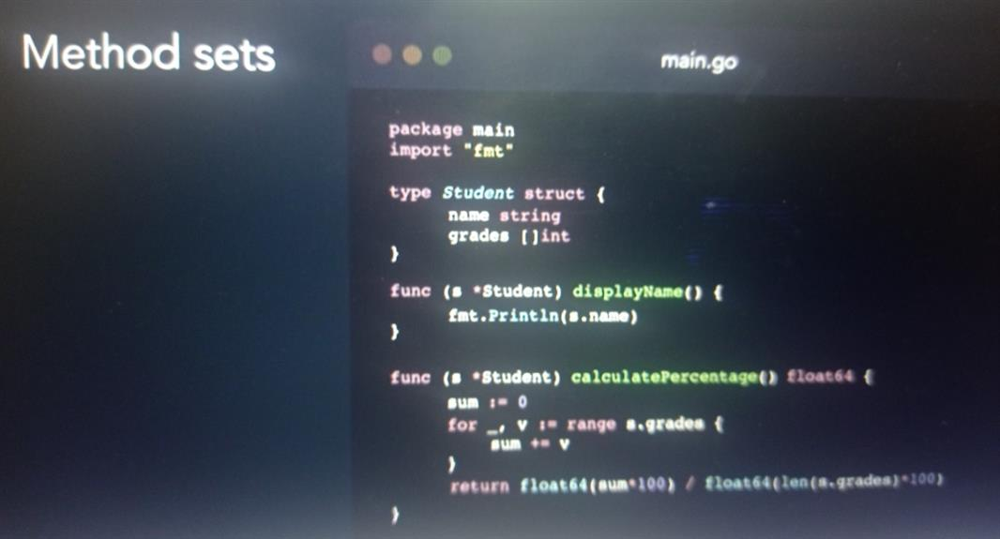 Method sets
main.go
package main
import "fmt"
type Student struct {
name string
grades []int
}
func (s *Student) displayName() {
fmt.Println(s.name)
}
func (s *Student) calculatePercentage() float64 {
sum := 0
for _, v := range s.grades {
sum += v
}
return float64(sum*100) / float64(len(s.grades)*100)
}